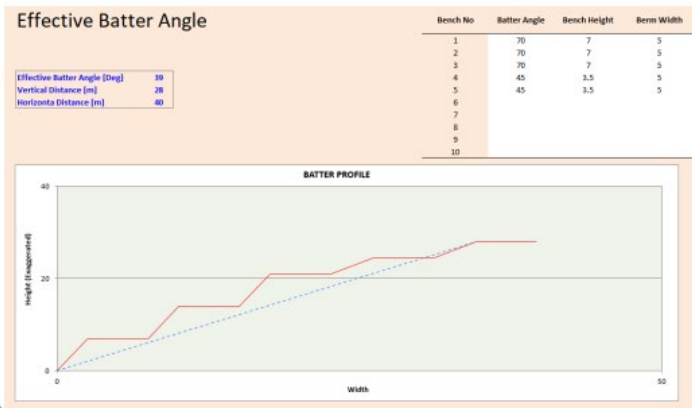 Effective Batter Angle
Effective Batter Angle [Deg] 39
Vertical Distance [m] 28
Horizonta Distance [m] 40
Bench No Batter Angle Bench Height Berm Width
1 70 7 5
2 70 7 5
3 70 7 5
4 45 3.5 5
5 45 3.5 5
6
7
8
9
10
BATTER PROFILE
Height (Exaggerated)
40
20
0
0 50
Width